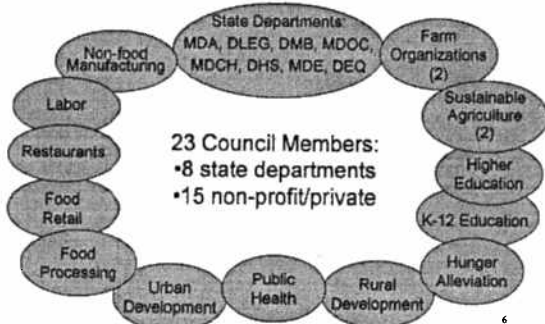 State Departments:
MDA, DLEG, DMB, MDOC,
MDCH, DHS, MDE, DEQ
Farm
Organizations
(2)
Sustainable
Agriculture
(2)
Higher
Education
K-12 Education
Hunger
Alleviation
Rural
Development
Public
Health
Urban
Development
Food
Processing
Food
Retail
Restaurants
Labor
Non-food
Manufacturing
23 Council Members:
•8 state departments
•15 non-profit/private
6